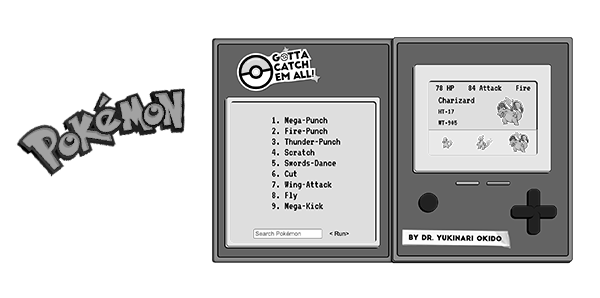 POKéMON
GOTTA
CATCH
'EM ALL!
1. Mega-Punch
2. Fire-Punch
3. Thunder-Punch
4. Scratch
5. Swords-Dance
6. Cut
7. Wing-Attack
8. Fly
9. Mega-Kick
Search Pokémon < Run>
78 HP 84 Attack Fire
Charizard
HT-17
WT-905
BY DR. YUKINARI OKIDO